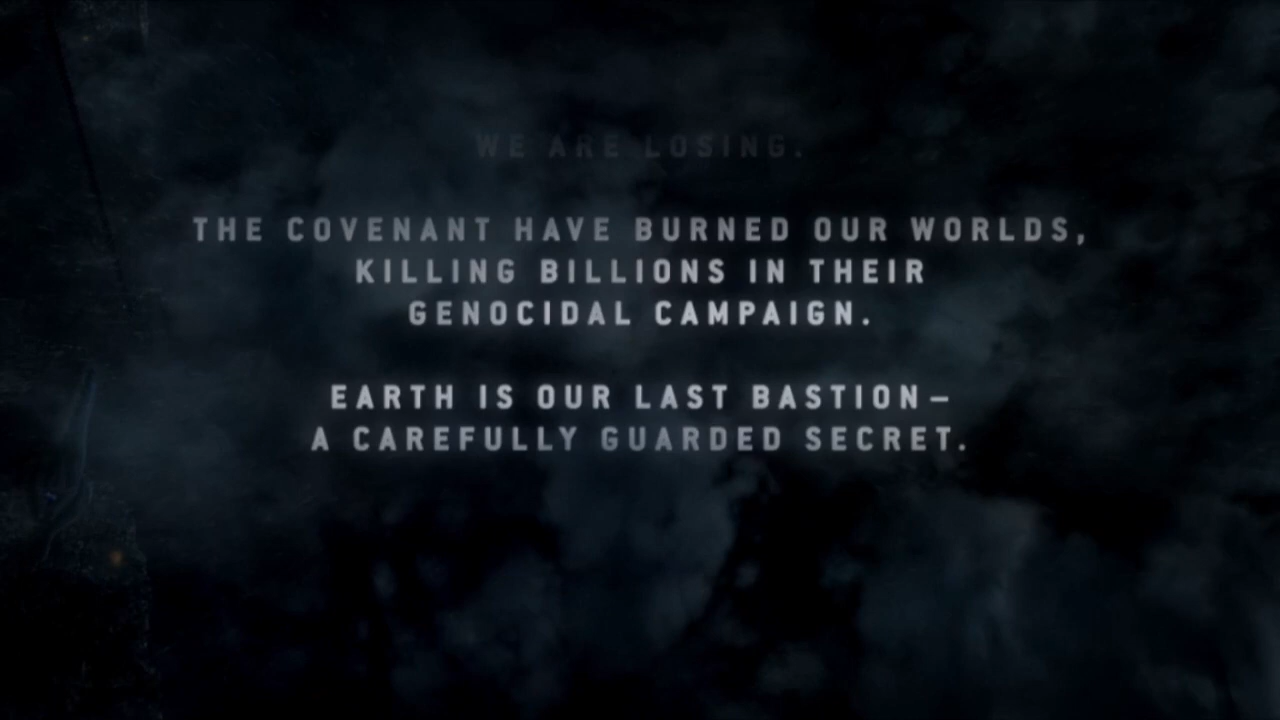 WE ARE LOSING.
THE COVENANT HAVE BURNED OUR WORLDS,
KILLING BILLIONS IN THEIR
GENOCIDAL CAMPAIGN.
EARTH IS OUR LAST BASTION—
A CAREFULLY GUARDED SECRET.